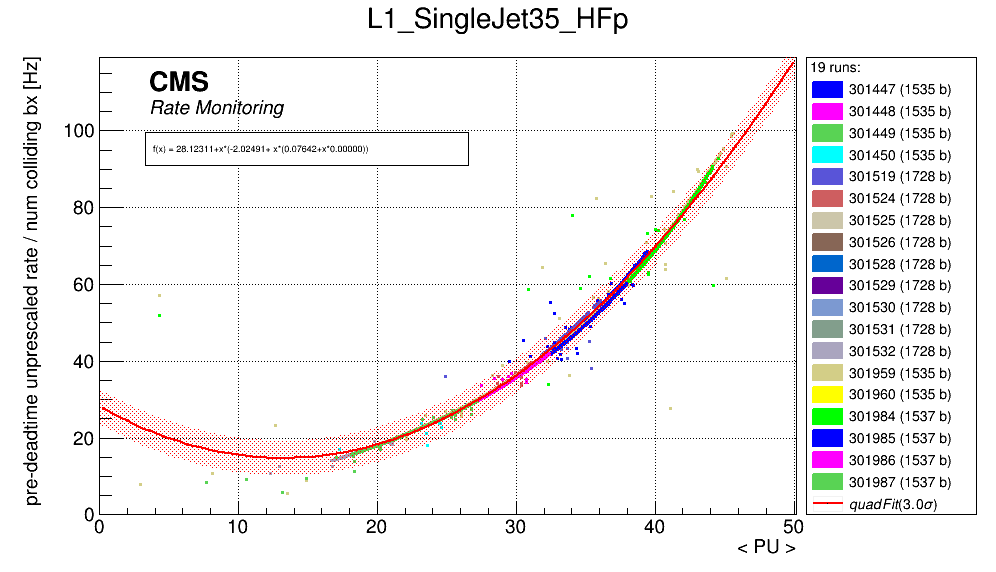 L1_SingleJet35_HFp
pre-deadtime unprescaled rate / num colliding bx [Hz]
CMS
Rate Monitoring
f(x) = 28.12311+x*(-2.02491+ x*(0.07642+x*0.00000))
100
80
60
40
20
0
0 10 20 30 40 50
< PU >
19 runs:
301447 (1535 b)
301448 (1535 b)
301449 (1535 b)
301450 (1535 b)
301519 (1728 b)
301524 (1728 b)
301525 (1728 b)
301526 (1728 b)
301528 (1728 b)
301529 (1728 b)
301530 (1728 b)
301531 (1728 b)
301532 (1728 b)
301959 (1535 b)
301960 (1535 b)
301984 (1537 b)
301985 (1537 b)
301986 (1537 b)
301987 (1537 b)
quadFit(3.0σ)